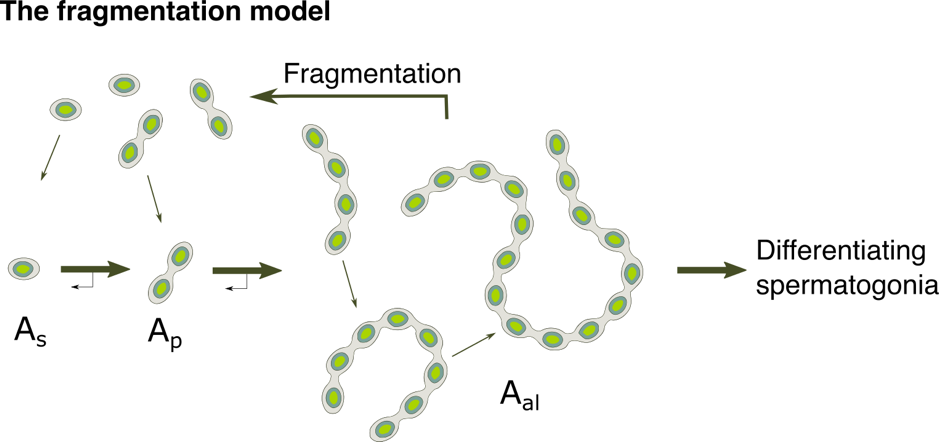 The fragmentation model
Fragmentation
Differentiating
spermatogonia
As
Ap
Aal